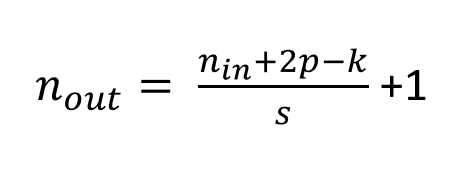 n_out = (n_in+2p−k)/s +1